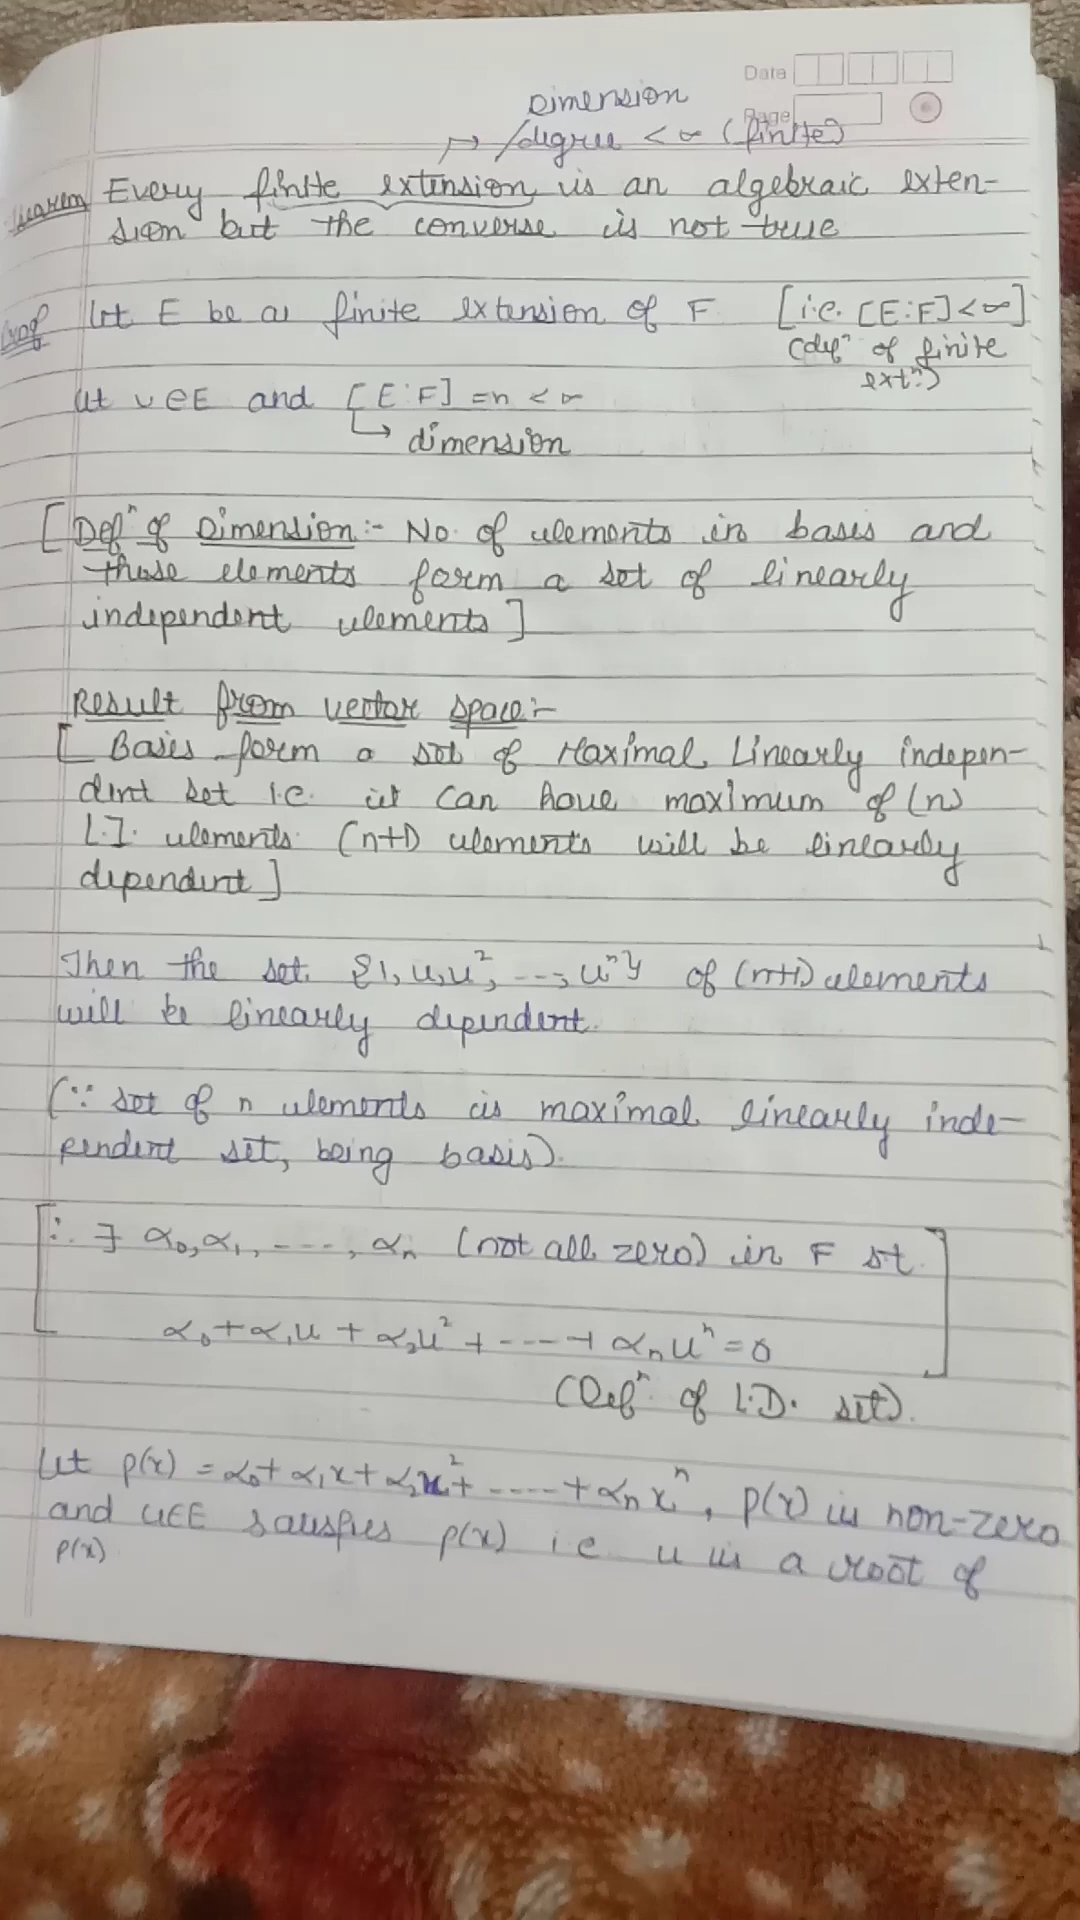 Date
Page
Dimension
↦ /degree < ∞ (finite)
Theorem Every finite extension is an algebraic exten-
sion but the converse is not true
Proof Let E be a finite extension of F [i.e. [E:F]<∞]
(defⁿ of finite
extⁿ)
Let u∈E and [E:F] = n < ∞
↳ dimension
[Defⁿ of Dimension:- No. of elements in basis and
those elements form a set of linearly
independent elements]
Result from vector space:-
[ Basis form a set of Maximal Linearly indepen-
dent set i.e. it can have maximum of (n)
L.I. elements. (n+1) elements will be linearly
dependent]
Then the set {1, u, u², ---, uⁿ} of (n+1) elements
will be linearly dependent.
(∵ set of n elements is maximal linearly inde-
pendent set, being basis).
[∴ ∃ α₀, α₁, ----, αₙ (not all zero) in F st.
α₀ + α₁u + α₂u² + ----+ αₙuⁿ = 0]
(Defⁿ of L.D. set).
Let p(x) = α₀ + α₁x + α₂x² + ..... + αₙxⁿ, p(x) is non-zero
and u∈E satisfies p(x) i.e u is a root of
p(x)